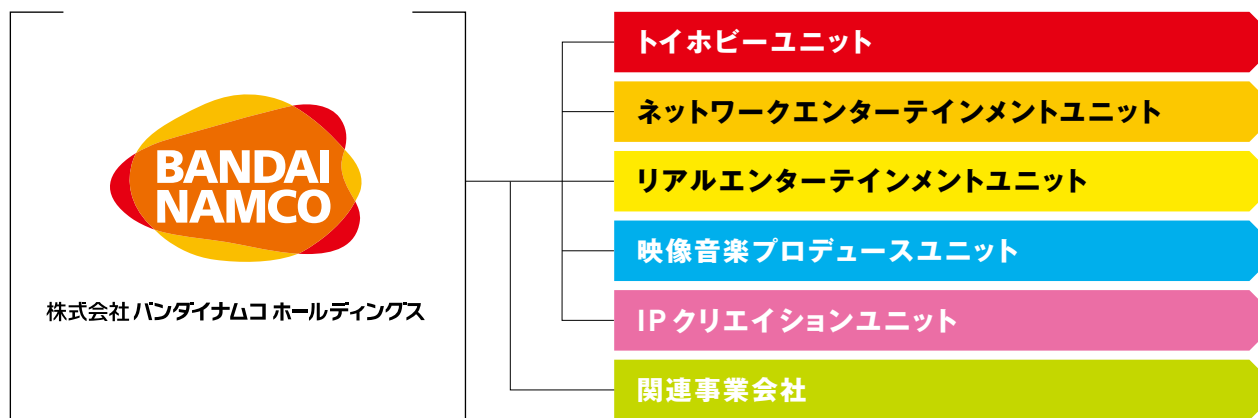 BANDAI
NAMCO
株式会社 バンダイナムコ ホールディングス
トイホビーユニット
ネットワークエンターテインメントユニット
リアルエンターテインメントユニット
映像音楽プロデュースユニット
IPクリエイションユニット
関連事業会社